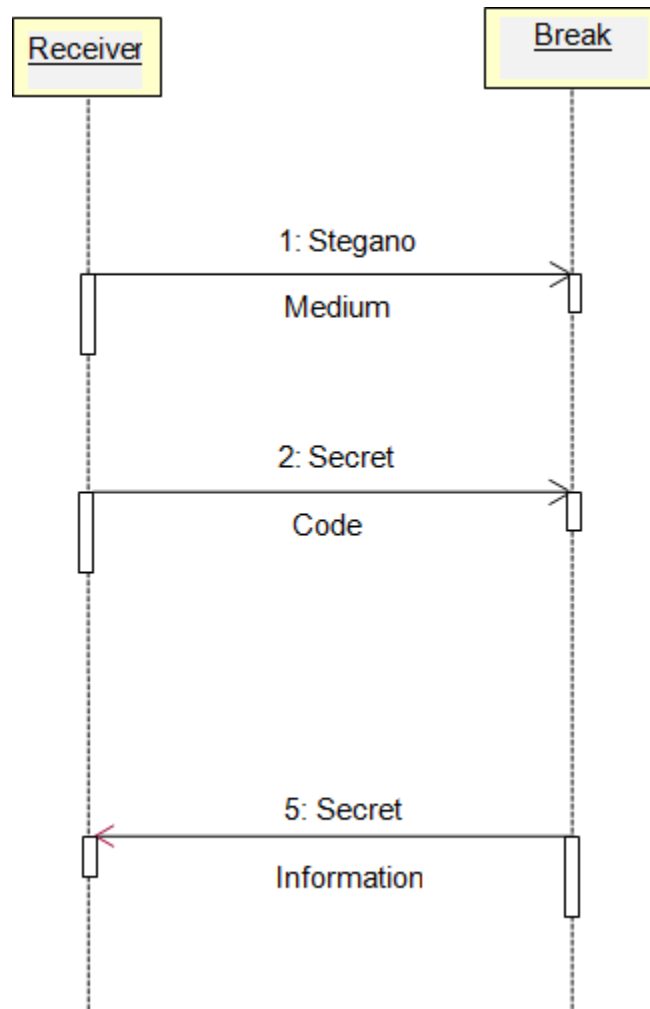 Receiver
Break
1: Stegano
Medium
2: Secret
Code
5: Secret
Information